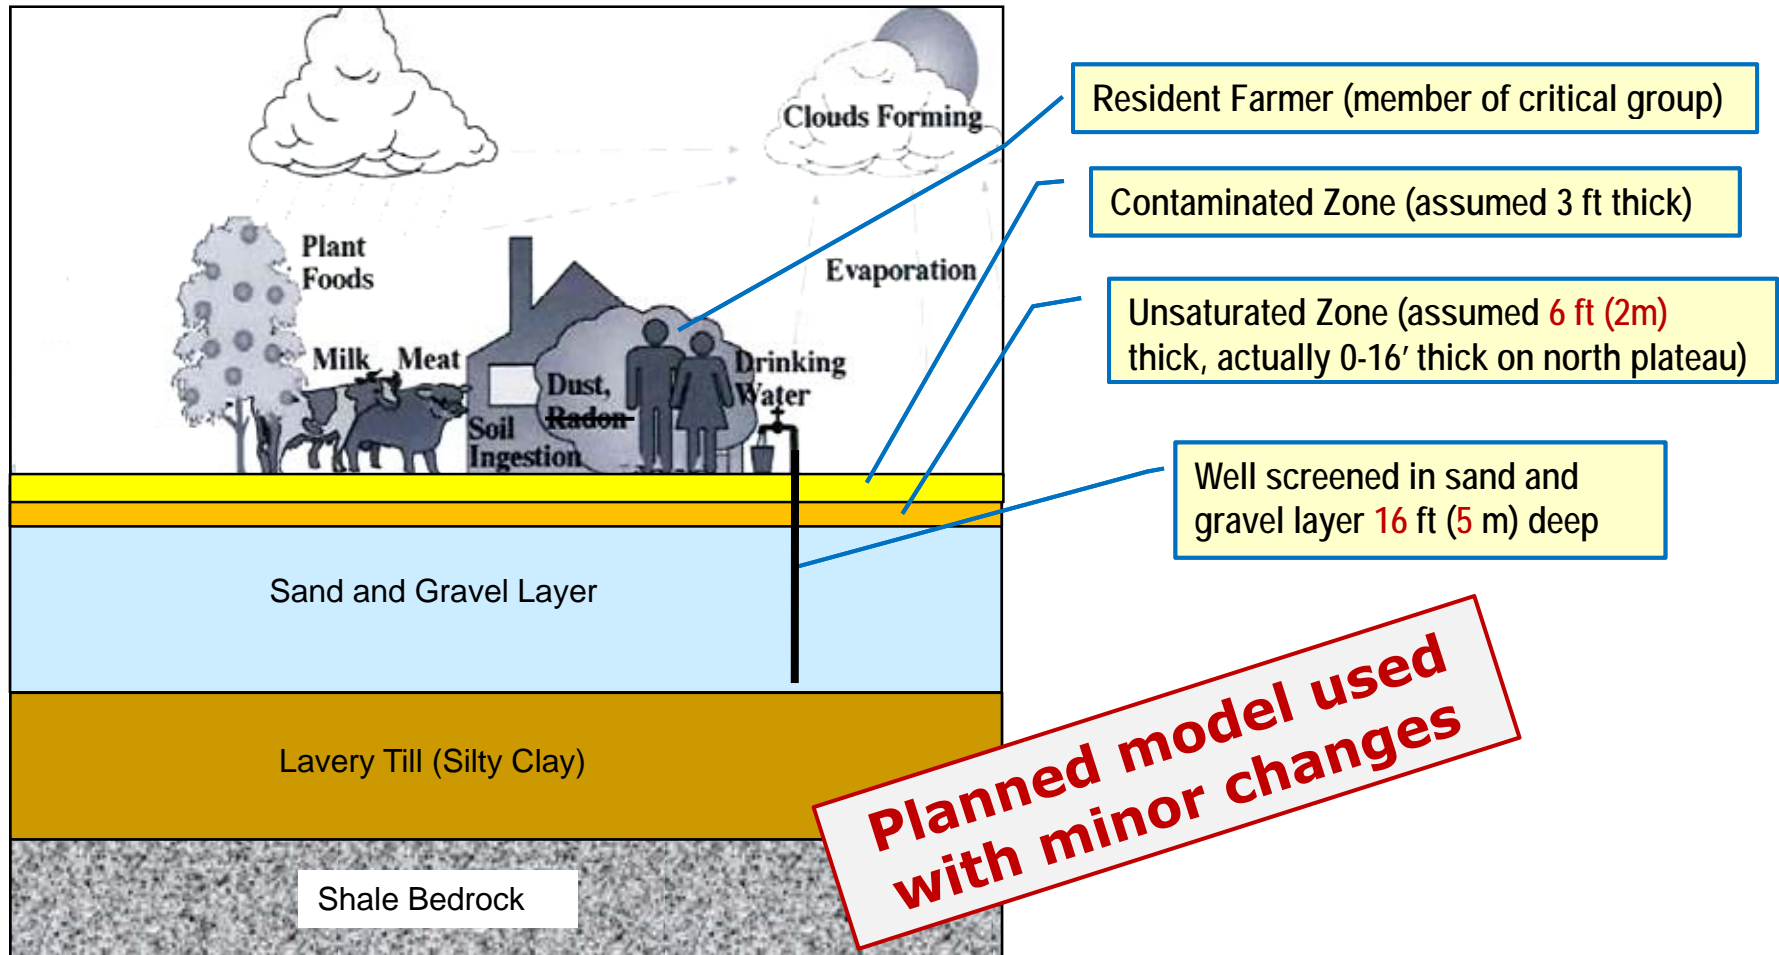 Clouds Forming
Resident Farmer (member of critical group)
Contaminated Zone (assumed 3 ft thick)
Plant
Foods
Evaporation
Unsaturated Zone (assumed 6 ft (2m)
thick, actually 0-16’ thick on north plateau)
Milk Meat
Drinking
Water
Dust,
Radon
Soil
Ingestion
Well screened in sand and
gravel layer 16 ft (5 m) deep
Sand and Gravel Layer
Planned model used
with minor changes
Lavery Till (Silty Clay)
Shale Bedrock